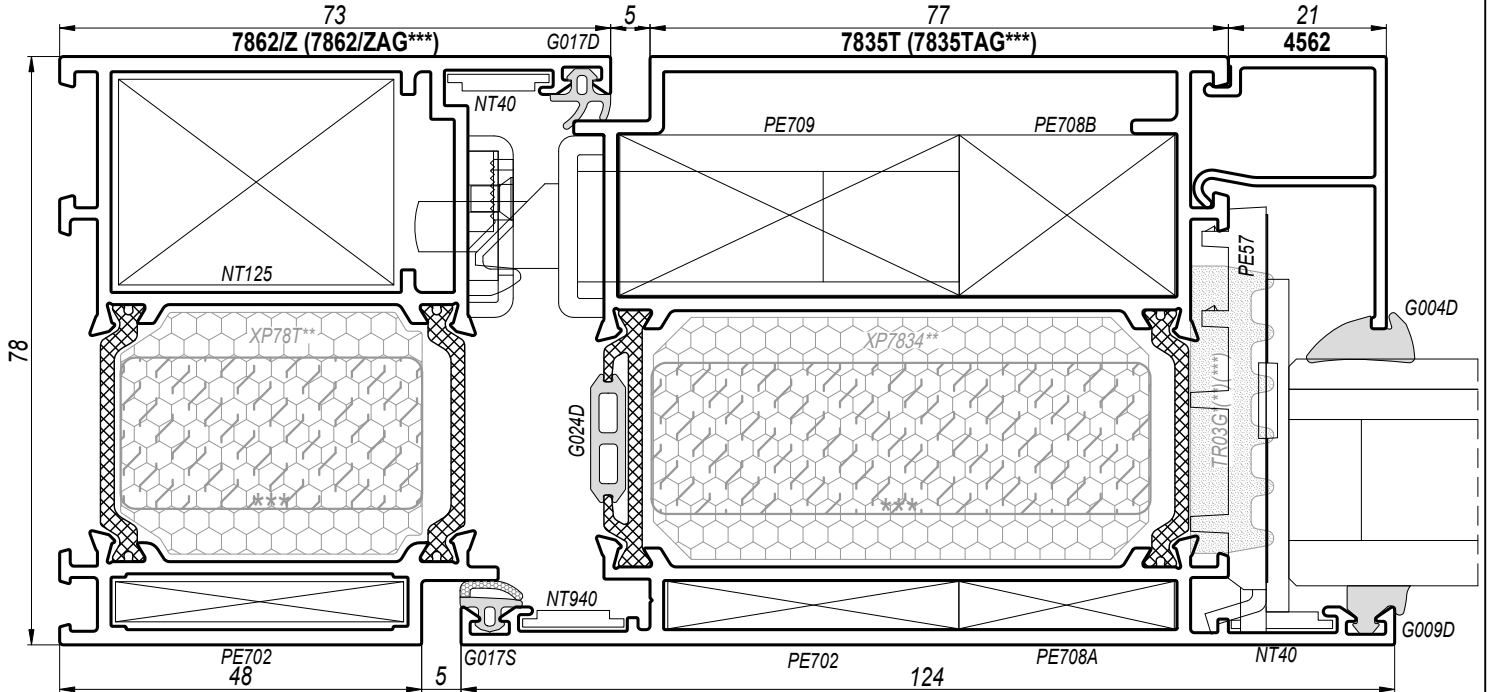 73 5 77 21
7862/Z (7862/ZAG***) G017D 7835T (7835TAG***) 4562
NT40
PE709 PE708B
NT125
PE57
G004D
78
XP78T** XP7834**
G024D
TR03G*(**)(***)
*** ***
NT940
G009D
PE702 G017S PE702 PE708A NT40
48 5 124